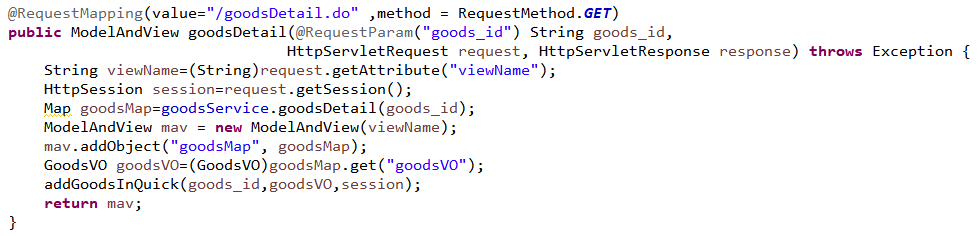 @RequestMapping(value="/goodsDetail.do" ,method = RequestMethod.GET)
public ModelAndView goodsDetail(@RequestParam("goods_id") String goods_id,
HttpServletRequest request, HttpServletResponse response) throws Exception {
String viewName=(String)request.getAttribute("viewName");
HttpSession session=request.getSession();
Map goodsMap=goodsService.goodsDetail(goods_id);
ModelAndView mav = new ModelAndView(viewName);
mav.addObject("goodsMap", goodsMap);
GoodsVO goodsVO=(GoodsVO)goodsMap.get("goodsVO");
addGoodsInQuick(goods_id,goodsVO,session);
return mav;
}